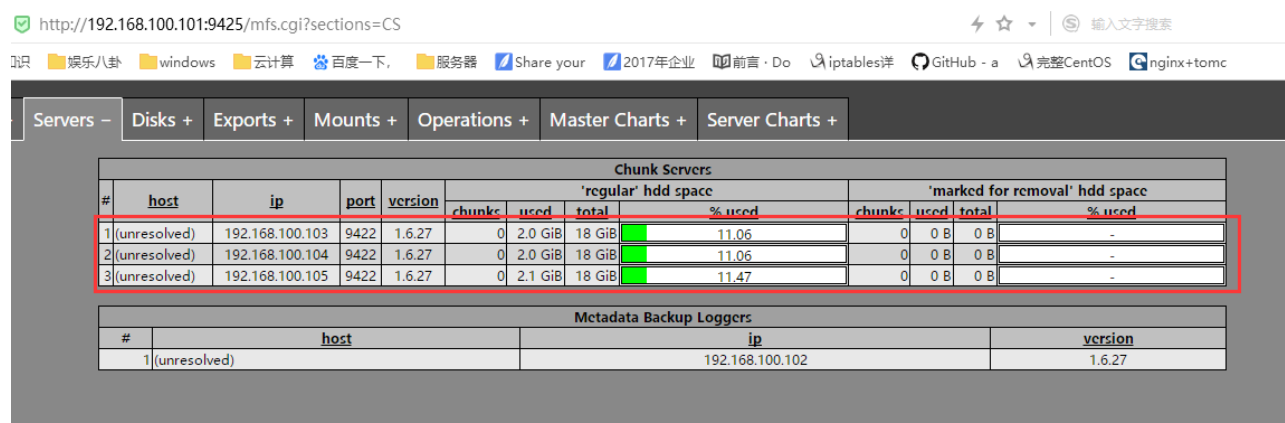 http://192.168.100.101:9425/mfs.cgi?sections=CS 输入文字搜索
娱乐八卦 windows 云计算 百度一下, 服务器 Share your 2017年企业 前言 · Do iptables详 GitHub - a 完整CentOS nginx+tomc
Servers − Disks + Exports + Mounts + Operations + Master Charts + Server Charts +
Chunk Servers
# host ip port version 'regular' hdd space 'marked for removal' hdd space
chunks used total % used chunks used total % used
1 (unresolved) 192.168.100.103 9422 1.6.27 0 2.0 GiB 18 GiB 11.06 0 0 B 0 B -
2 (unresolved) 192.168.100.104 9422 1.6.27 0 2.0 GiB 18 GiB 11.06 0 0 B 0 B -
3 (unresolved) 192.168.100.105 9422 1.6.27 0 2.1 GiB 18 GiB 11.47 0 0 B 0 B -
Metadata Backup Loggers
# host ip version
1 (unresolved) 192.168.100.102 1.6.27